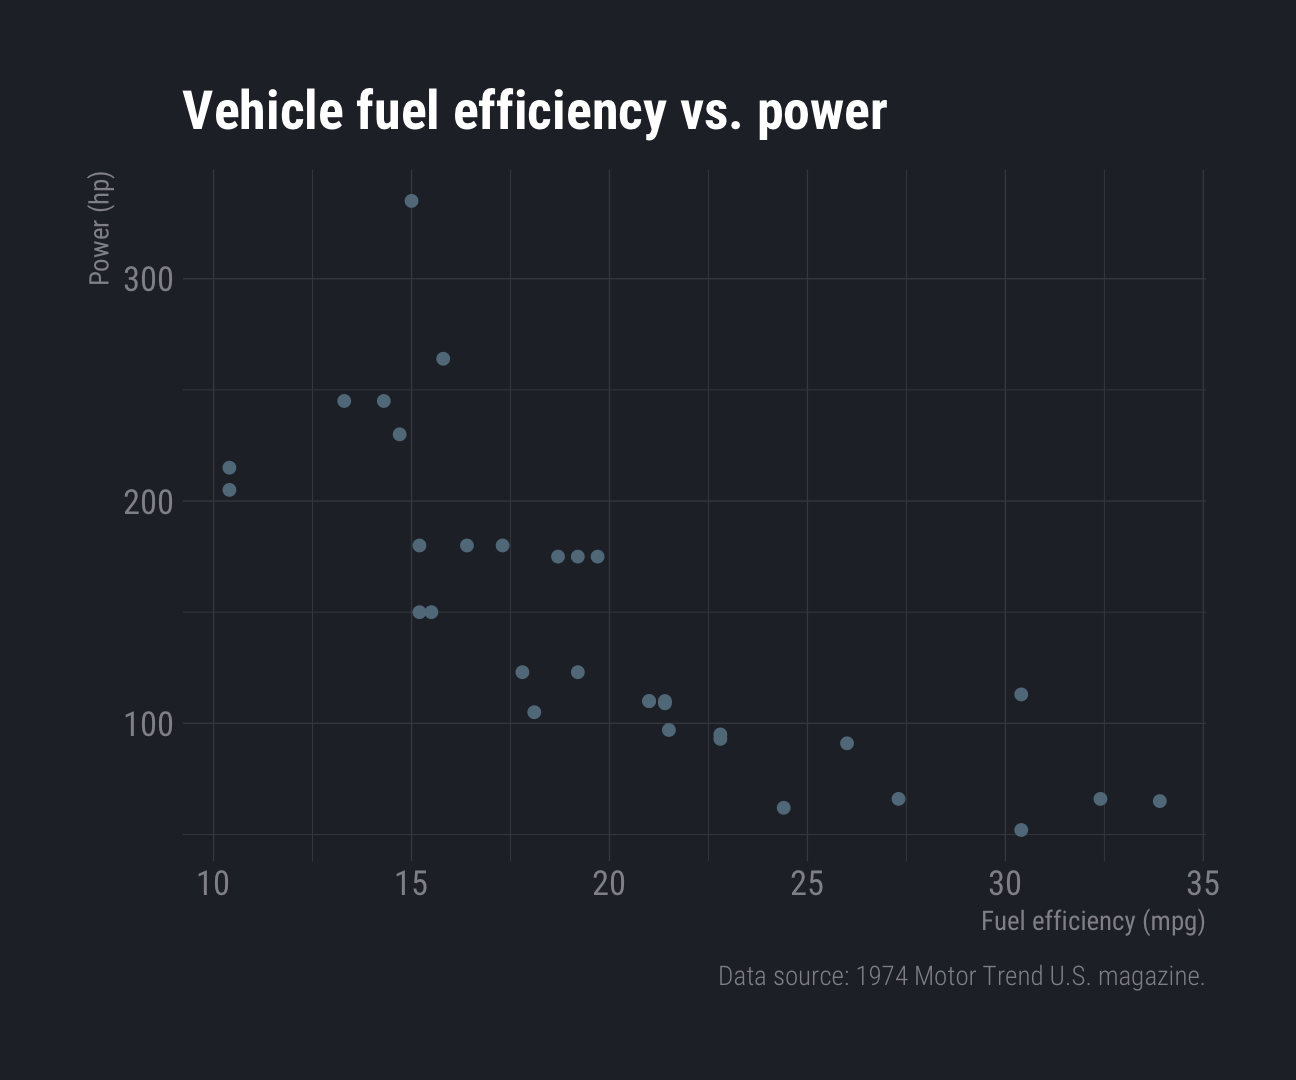 Vehicle fuel efficiency vs. power
Power (hp)
300
200
100
10 15 20 25 30 35
Fuel efficiency (mpg)
Data source: 1974 Motor Trend U.S. magazine.